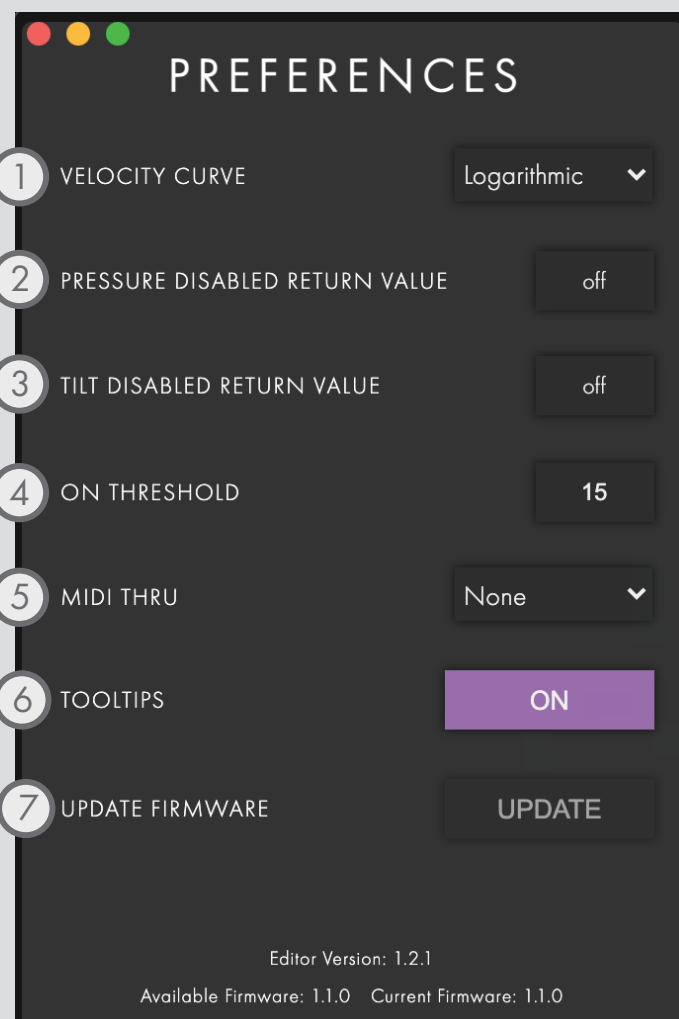 PREFERENCES
1 VELOCITY CURVE Logarithmic
2 PRESSURE DISABLED RETURN VALUE off
3 TILT DISABLED RETURN VALUE off
4 ON THRESHOLD 15
5 MIDI THRU None
6 TOOLTIPS ON
7 UPDATE FIRMWARE UPDATE
Editor Version: 1.2.1
Available Firmware: 1.1.0 Current Firmware: 1.1.0